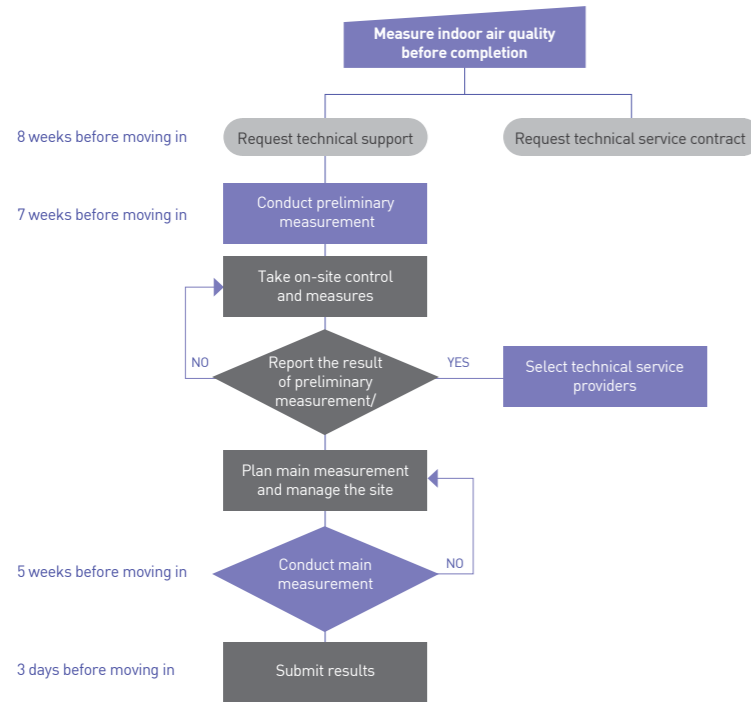 Measure indoor air quality
before completion
8 weeks before moving in
Request technical support
Request technical service contract
7 weeks before moving in
Conduct preliminary
measurement
Take on-site control
and measures
NO
Report the result
of preliminary
measurement/
YES
Select technical service
providers
Plan main measurement
and manage the site
5 weeks before moving in
Conduct main
measurement
NO
3 days before moving in
Submit results